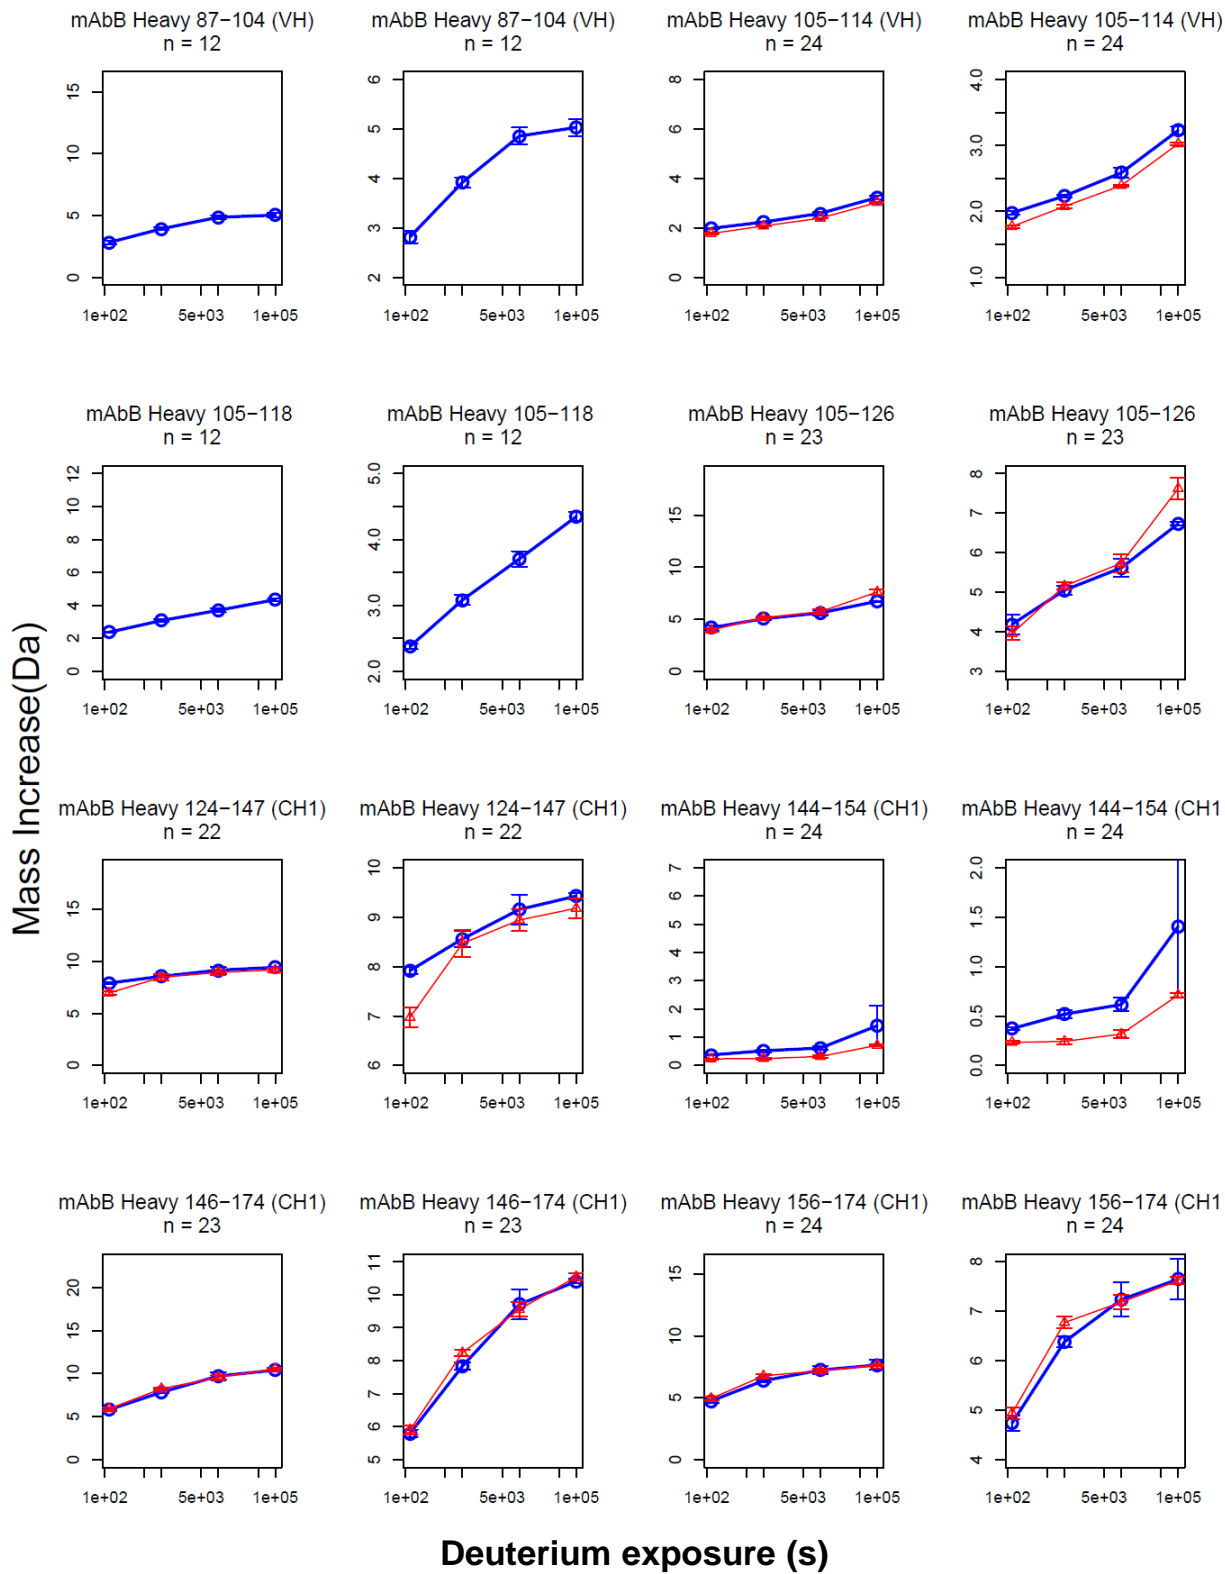 mAbB Heavy 87−104 (VH)
n = 12
15
10
5
0
1e+02 5e+03 1e+05
mAbB Heavy 87−104 (VH)
n = 12
6
5
4
3
2
1e+02 5e+03 1e+05
mAbB Heavy 105−114 (VH)
n = 24
8
6
4
2
0
1e+02 5e+03 1e+05
mAbB Heavy 105−114 (VH)
n = 24
4.0
3.0
2.0
1.0
1e+02 5e+03 1e+05
mAbB Heavy 105−118
n = 12
12
10
8
6
4
2
0
1e+02 5e+03 1e+05
mAbB Heavy 105−118
n = 12
5.0
4.0
3.0
2.0
1e+02 5e+03 1e+05
mAbB Heavy 105−126
n = 23
15
10
5
0
1e+02 5e+03 1e+05
mAbB Heavy 105−126
n = 23
8
7
6
5
4
3
1e+02 5e+03 1e+05
Mass Increase(Da)
mAbB Heavy 124−147 (CH1)
n = 22
15
10
5
0
1e+02 5e+03 1e+05
mAbB Heavy 124−147 (CH1)
n = 22
10
9
8
7
6
1e+02 5e+03 1e+05
mAbB Heavy 144−154 (CH1)
n = 24
7
6
5
4
3
2
1
0
1e+02 5e+03 1e+05
mAbB Heavy 144−154 (CH1
n = 24
2.0
1.5
1.0
0.5
0.0
1e+02 5e+03 1e+05
mAbB Heavy 146−174 (CH1)
n = 23
20
15
10
5
0
1e+02 5e+03 1e+05
mAbB Heavy 146−174 (CH1)
n = 23
11
10
9
8
7
6
5
1e+02 5e+03 1e+05
mAbB Heavy 156−174 (CH1)
n = 24
15
10
5
0
1e+02 5e+03 1e+05
mAbB Heavy 156−174 (CH1
n = 24
8
7
6
5
4
1e+02 5e+03 1e+05
Deuterium exposure (s)